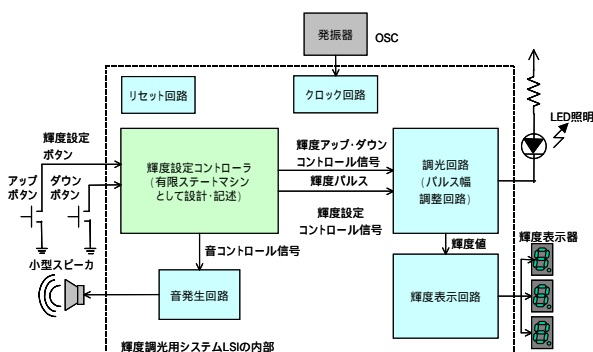 発振器
OSC
リセット回路
クロック回路
LED照明
輝度設定
ボタン
アップ
ボタン
ダウン
ボタン
輝度設定コントローラ
(有限ステートマシン
として設計・記述)
輝度アップ・ダウン
コントロール信号
輝度パルス
輝度設定
コントロール信号
調光回路
(パルス幅
調整回路)
音コントロール信号
輝度値
輝度表示器
小型スピーカ
音発生回路
輝度表示回路
8.
8.
8.
輝度調光用システムLSIの内部